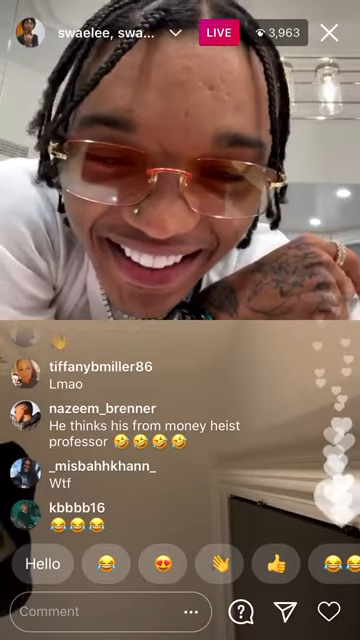 swaelee, swa...
LIVE
3,963
👋
tiffanybmiller86
Lmao
nazeem_brenner
He thinks his from money heist
professor 🤣🤣🤣🤣
_misbahhkhann_
Wtf
kbbbb16
😂😂😂
Hello 😂 😍 👋 👍 😂😂
Comment